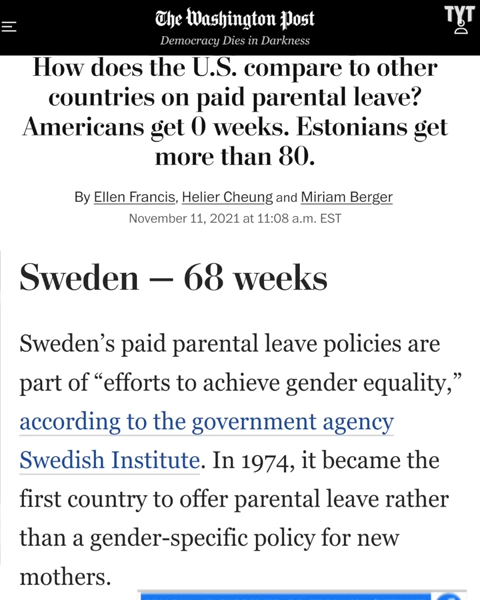 The Washington Post
TYT
Democracy Dies in Darkness
How does the U.S. compare to other
countries on paid parental leave?
Americans get 0 weeks. Estonians get
more than 80.
By Ellen Francis, Helier Cheung and Miriam Berger
November 11, 2021 at 11:08 a.m. EST
Sweden — 68 weeks
Sweden’s paid parental leave policies are
part of “efforts to achieve gender equality,”
according to the government agency
Swedish Institute. In 1974, it became the
first country to offer parental leave rather
than a gender-specific policy for new
mothers.